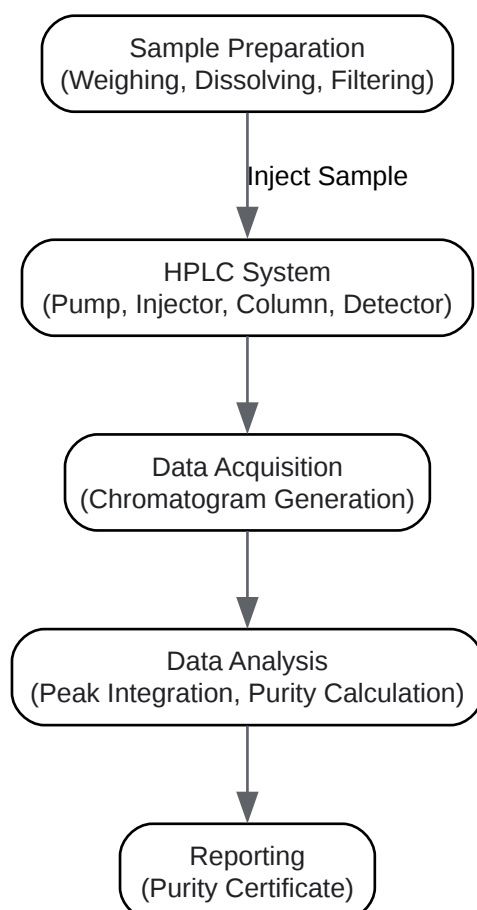 Sample Preparation
(Weighing, Dissolving, Filtering)
Inject Sample
HPLC System
(Pump, Injector, Column, Detector)
Data Acquisition
(Chromatogram Generation)
Data Analysis
(Peak Integration, Purity Calculation)
Reporting
(Purity Certificate)